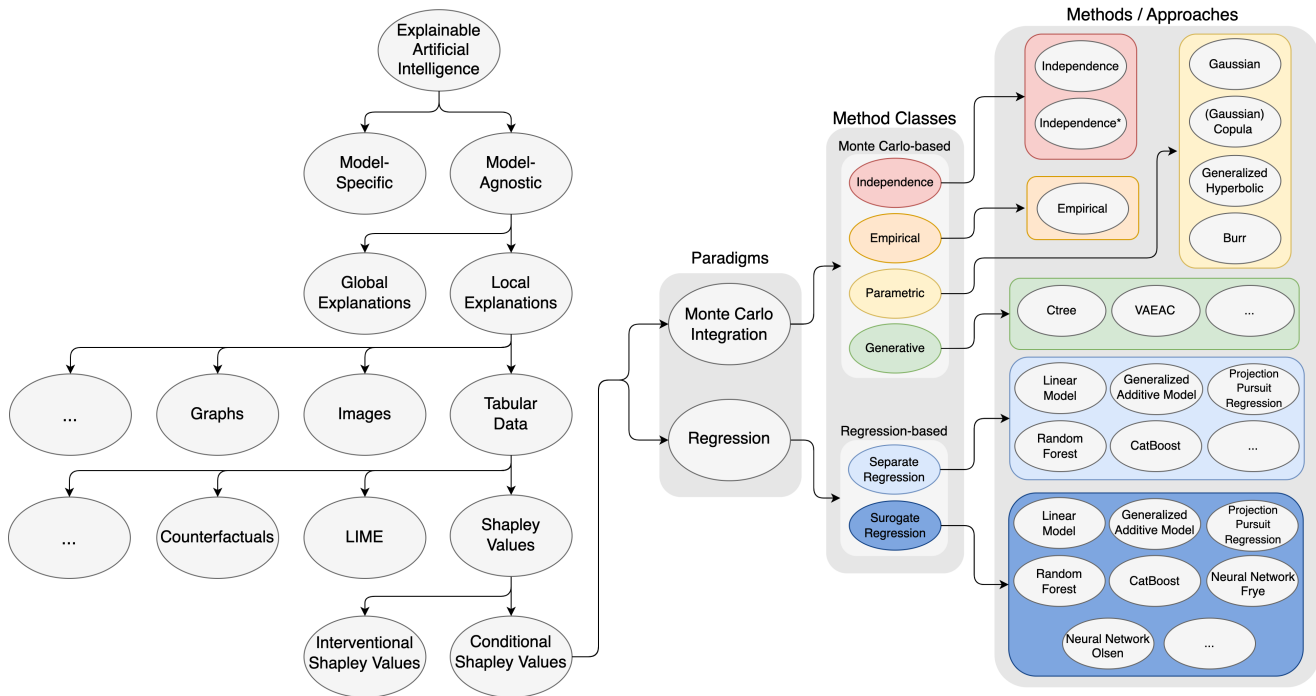 Explainable
Artificial
Intelligence
Model-
Specific
Model-
Agnostic
Global
Explanations
Local
Explanations
...
Graphs
Images
Tabular
Data
...
Counterfactuals
LIME
Shapley
Values
Interventional
Shapley Values
Conditional
Shapley Values
Paradigms
Monte Carlo
Integration
Regression
Method Classes
Monte Carlo-based
Independence
Empirical
Parametric
Generative
Regression-based
Separate
Regression
Surogate
Regression
Methods / Approaches
Independence
Independence*
Gaussian
(Gaussian)
Copula
Generalized
Hyperbolic
Burr
Empirical
Ctree
VAEAC
...
Linear
Model
Generalized
Additive Model
Projection
Pursuit
Regression
Random
Forest
CatBoost
...
Linear
Model
Generalized
Additive Model
Projection
Pursuit
Regression
Random
Forest
CatBoost
Neural Network
Frye
Neural Network
Olsen
...